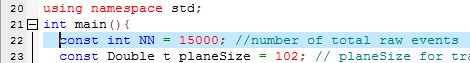 20 using namespace std;
21 int main(){
22 const int NN = 15000; //number of total raw events
23 const Double t planeSize = 102; // planeSize for tra